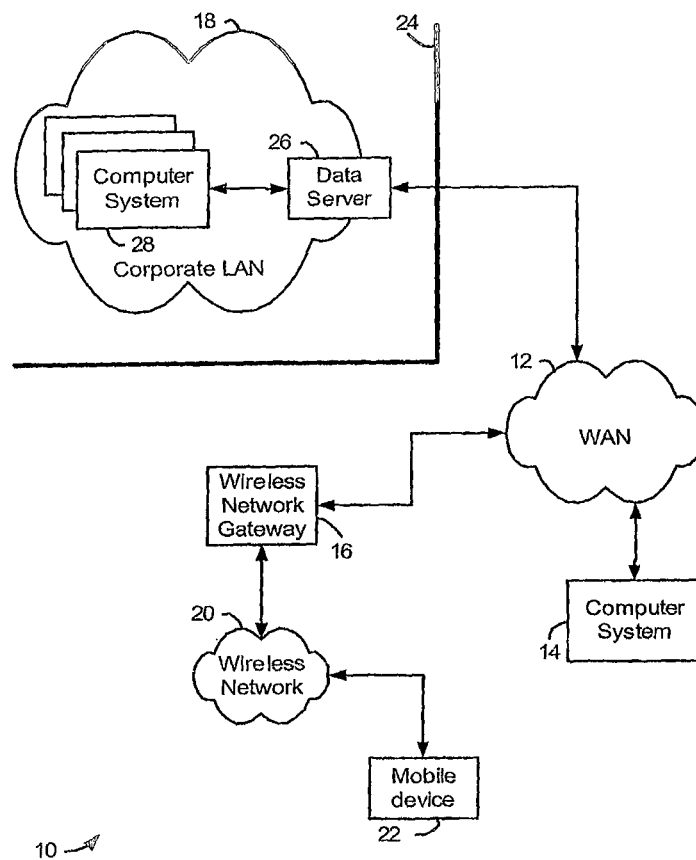 18
24
26
Computer
System
Data
Server
28
Corporate LAN
12
WAN
Wireless
Network
Gateway
16
20
Wireless
Network
Computer
System
14
Mobile
device
22
10